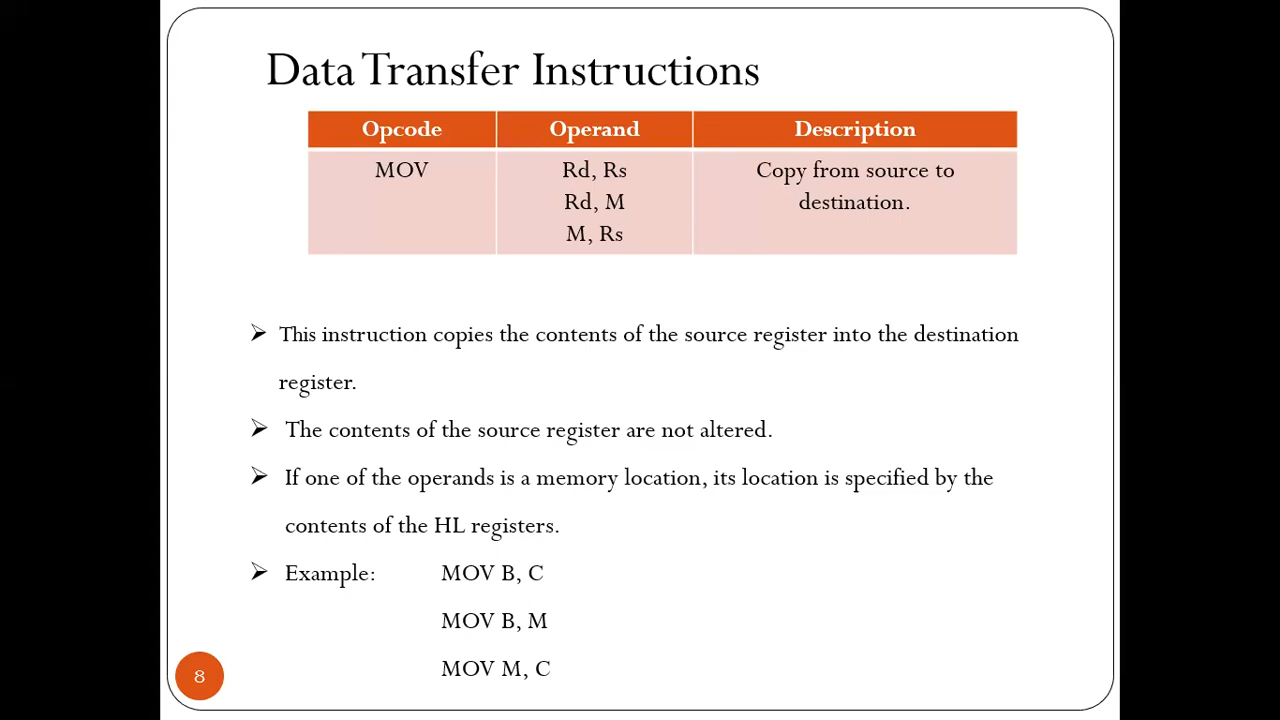 Data Transfer Instructions
Opcode Operand Description
MOV Rd, Rs Copy from source to
Rd, M destination.
M, Rs
➢ This instruction copies the contents of the source register into the destination
register.
➢ The contents of the source register are not altered.
➢ If one of the operands is a memory location, its location is specified by the
contents of the HL registers.
➢ Example: MOV B, C
MOV B, M
MOV M, C
8